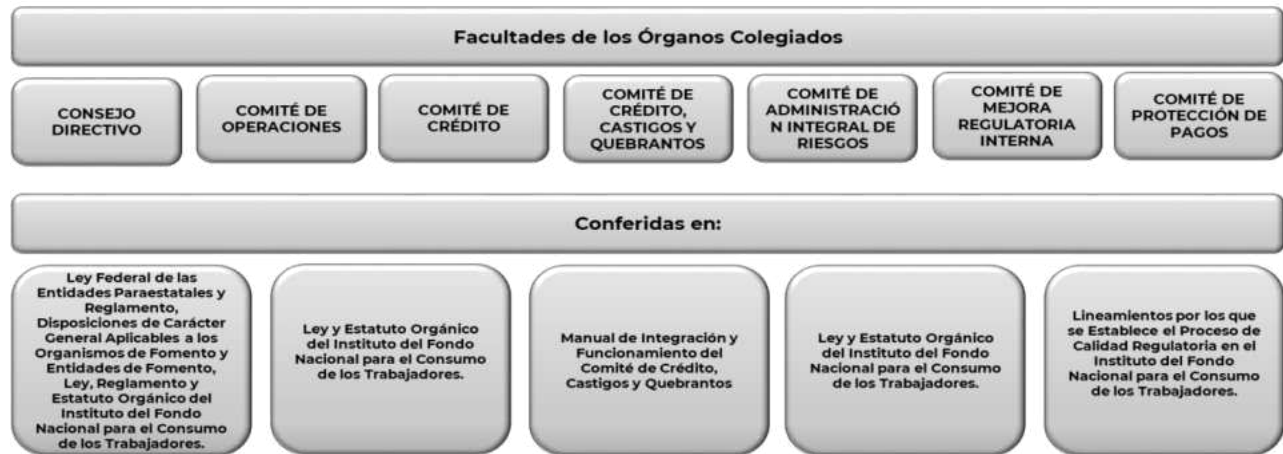 Facultades de los Órganos Colegiados
CONSEJO
DIRECTIVO
COMITÉ DE
OPERACIONES
COMITÉ DE
CRÉDITO
COMITÉ DE
CRÉDITO,
CASTIGOS Y
QUEBRANTOS
COMITÉ DE
ADMINISTRACIÓ
N INTEGRAL DE
RIESGOS
COMITÉ DE
MEJORA
REGULATORIA
INTERNA
COMITÉ DE
PROTECCIÓN DE
PAGOS
Conferidas en:
Ley Federal de las
Entidades Paraestatales y
Reglamento,
Disposiciones de Carácter
General Aplicables a los
Organismos de Fomento y
Entidades de Fomento,
Ley, Reglamento y
Estatuto Orgánico del
Instituto del Fondo
Nacional para el Consumo
de los Trabajadores.
Ley y Estatuto Orgánico
del Instituto del Fondo
Nacional para el Consumo
de los Trabajadores.
Manual de Integración y
Funcionamiento del
Comité de Crédito,
Castigos y Quebrantos
Ley y Estatuto Orgánico
del Instituto del Fondo
Nacional para el Consumo
de los Trabajadores.
Lineamientos por los que
se Establece el Proceso de
Calidad Regulatoria en el
Instituto del Fondo
Nacional para el Consumo
de los Trabajadores.